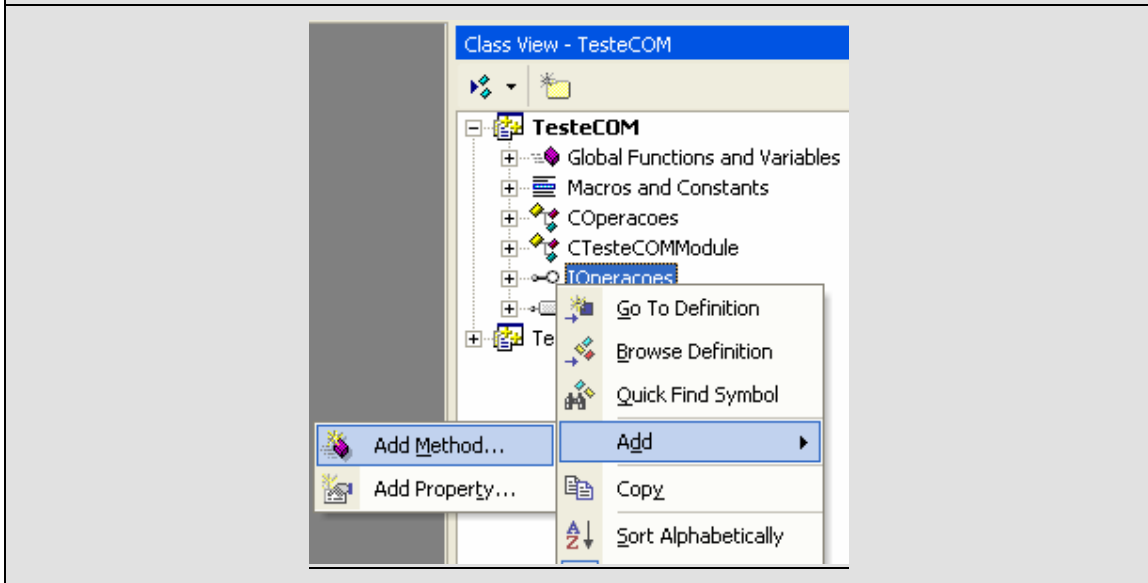 Class View - TesteCOM
TesteCOM
Global Functions and Variables
Macros and Constants
COperacoes
CTesteCOMModule
IOperacoes
Te
Go To Definition
Browse Definition
Quick Find Symbol
Add
Add Method...
Add Property...
Copy
Sort Alphabetically